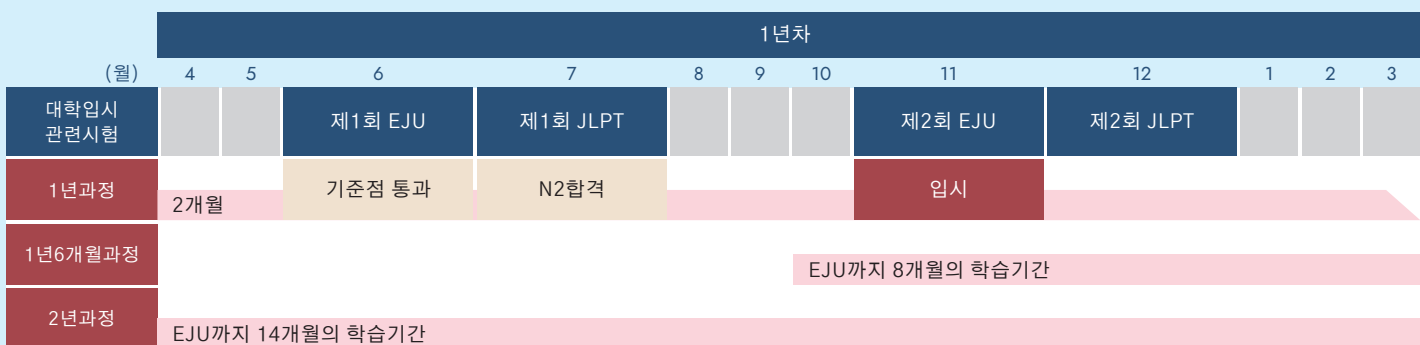 1년차
(월) 4 5 6 7 8 9 10 11 12 1 2 3
대학입시
관련시험
제1회 EJU 제1회 JLPT 제2회 EJU 제2회 JLPT
1년과정
2개월
기준점 통과 N2합격 입시
1년6개월과정
EJU까지 8개월의 학습기간
2년과정
EJU까지 14개월의 학습기간